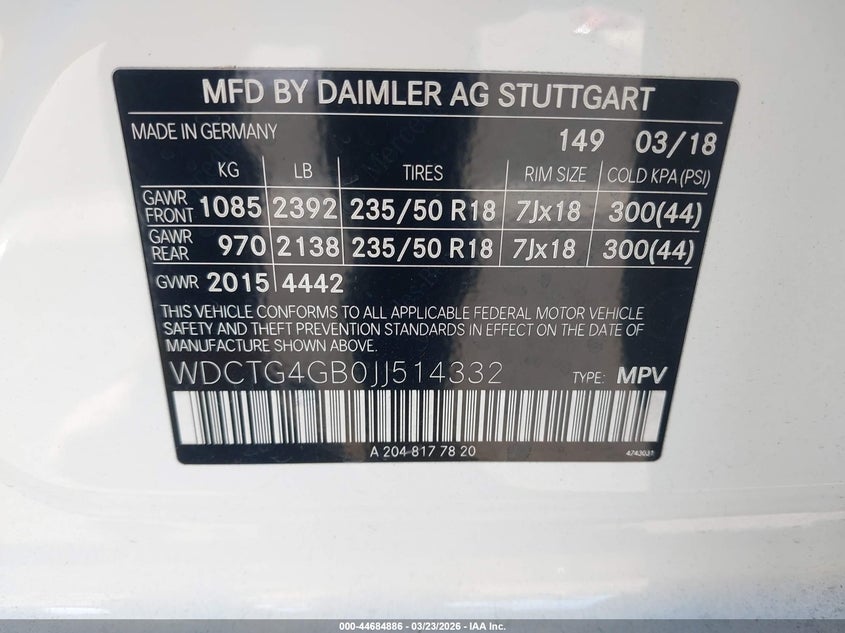 MFD BY DAIMLER AG STUTTGART
MADE IN GERMANY 149 03/18
KG LB TIRES RIM SIZE COLD KPA (PSI)
GAWR FRONT 1085 2392 235/50 R18 7Jx18 300(44)
GAWR REAR 970 2138 235/50 R18 7Jx18 300(44)
GVWR 2015 4442
THIS VEHICLE CONFORMS TO ALL APPLICABLE FEDERAL MOTOR VEHICLE
SAFETY AND THEFT PREVENTION STANDARDS IN EFFECT ON THE DATE OF
MANUFACTURE SHOWN ABOVE.
WDCTG4GB0JJ514332 TYPE: MPV
A 204 817 78 20
000-44684886 | 03/23/2026 - IAA Inc.